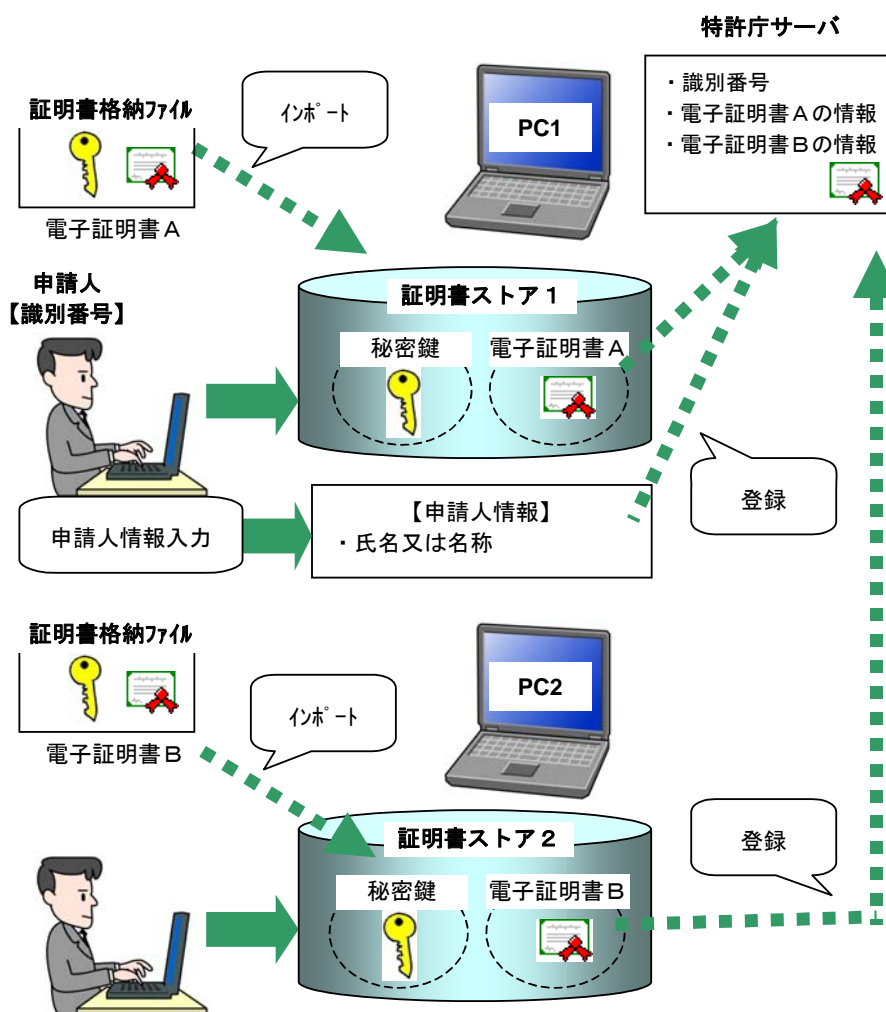 特許庁サーバ
・識別番号
・電子証明書Aの情報
・電子証明書Bの情報
証明書格納ファイル
インポート
PC1
電子証明書A
申請人
【識別番号】
証明書ストア1
秘密鍵
電子証明書A
登録
申請人情報入力
【申請人情報】
・氏名又は名称
証明書格納ファイル
インポート
PC2
電子証明書B
証明書ストア2
登録
秘密鍵
電子証明書B